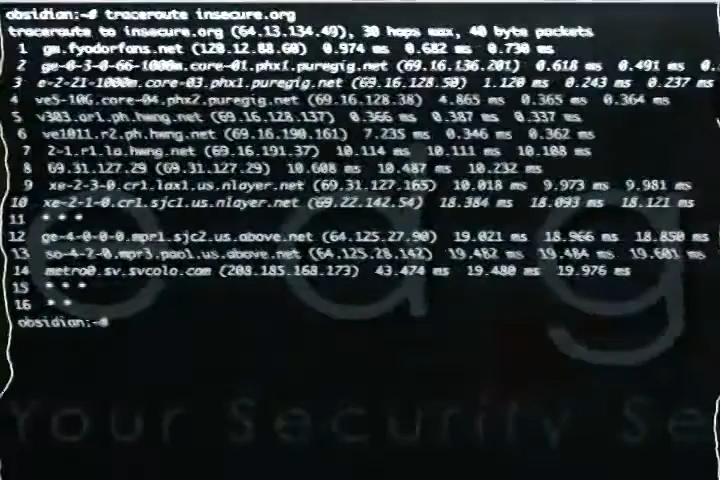 obsidian:~# traceroute insecure.org
traceroute to insecure.org (64.13.134.49), 30 hops max, 40 byte packets
1 gw.fyodorfans.net (120.12.88.60) 0.974 ms 0.682 ms 0.730 ms
2 ge-0-3-0-66-1000m.core-01.phx1.puregig.net (69.16.136.201) 0.618 ms 0.491 ms 0.
3 e-2-21-1000m.core-03.phx1.puregig.net (69.16.128.50) 1.120 ms 0.243 ms 0.237 ms
4 ve5-10G.core-04.phx2.puregig.net (69.16.128.38) 4.865 ms 0.365 ms 0.364 ms
5 v303.ar1.ph.hwng.net (69.16.128.137) 0.366 ms 0.387 ms 0.337 ms
6 ve1011.r2.ph.hwng.net (69.16.190.161) 7.235 ms 0.346 ms 0.362 ms
7 2-1.r1.la.hwng.net (69.16.191.37) 10.114 ms 10.111 ms 10.108 ms
8 69.31.127.29 (69.31.127.29) 10.608 ms 10.487 ms 10.232 ms
9 xe-2-3-0.cr1.lax1.us.nlayer.net (69.31.127.165) 10.018 ms 9.973 ms 9.981 ms
10 xe-2-1-0.cr1.sjc1.us.nlayer.net (69.22.142.54) 18.384 ms 18.093 ms 18.121 ms
11 * * *
12 ge-4-0-0-0.mpr1.sjc2.us.above.net (64.125.27.90) 19.021 ms 18.966 ms 18.850 ms
13 so-4-2-0.mpr3.pao1.us.above.net (64.125.28.142) 19.482 ms 19.484 ms 19.601 ms
14 metro0.sv.svcolo.com (208.185.168.173) 43.474 ms 19.480 ms 19.976 ms
15 * * *
16 * *
obsidian:~#
e d g
Your Security Se